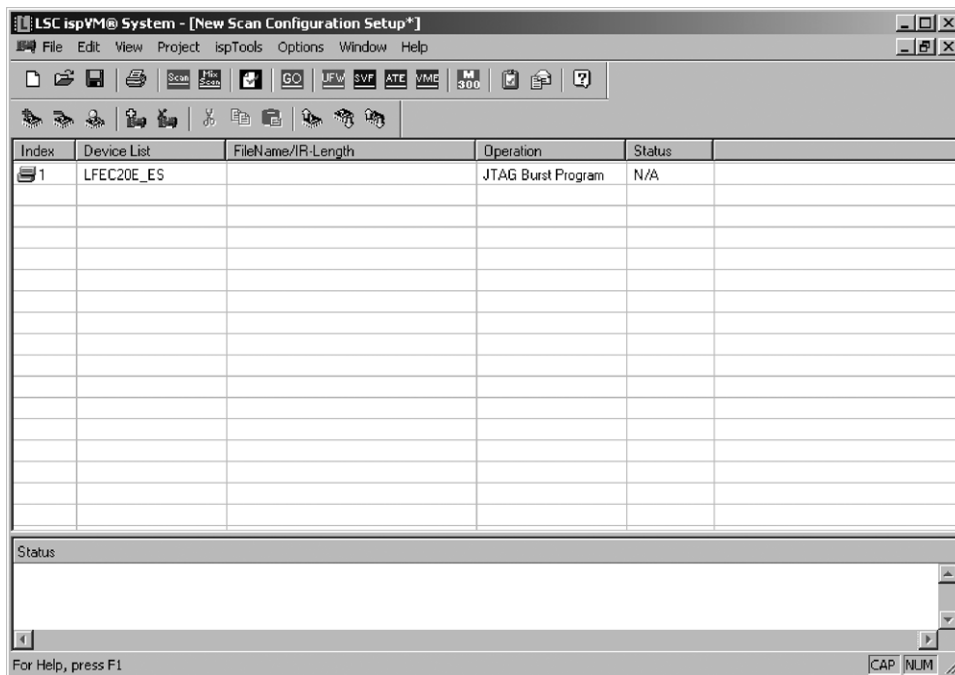 LSC ispVM® System - [New Scan Configuration Setup*]
File Edit View Project ispTools Options Window Help
Scan Mix Scan GO UFW SVF ATE VME M 300
Index Device List FileName/IR-Length Operation Status
1 LFEC20E_ES JTAG Burst Program N/A
Status
For Help, press F1 CAP NUM